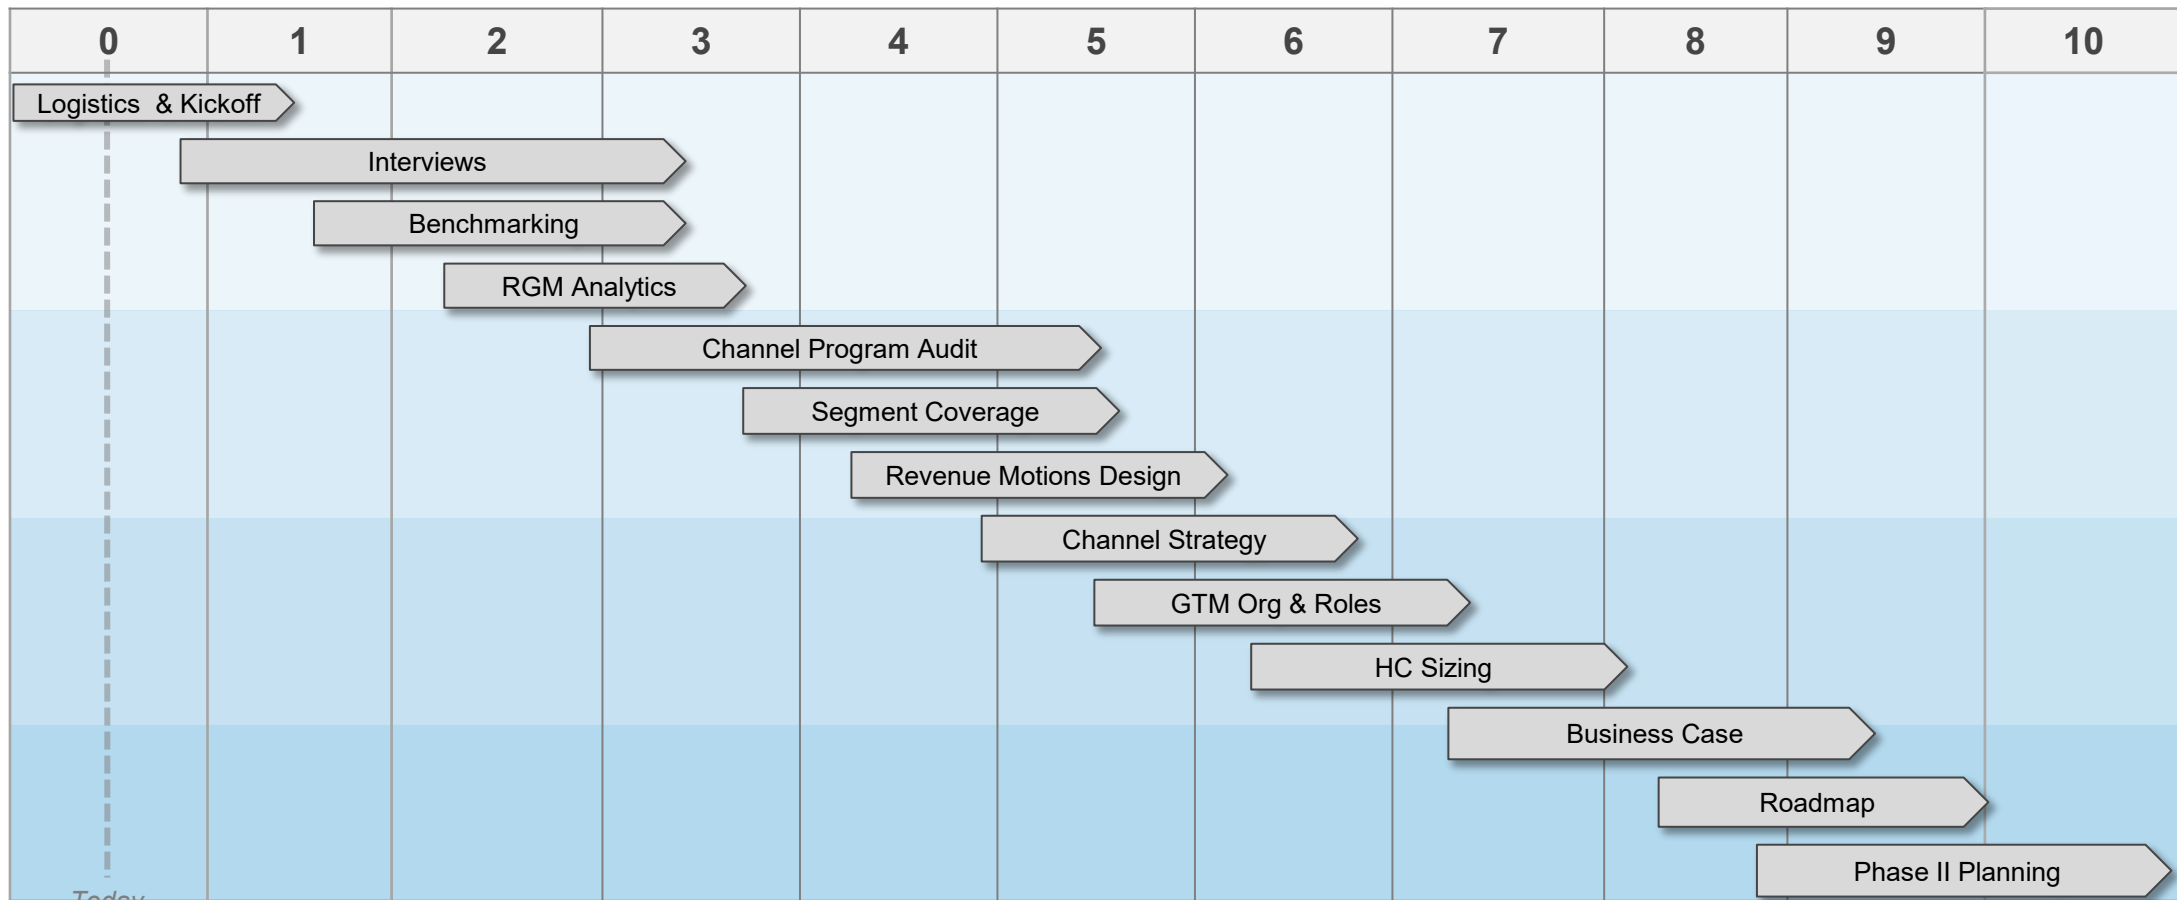 0 1 2 3 4 5 6 7 8 9 10
Logistics  & Kickoff
Interviews
Benchmarking
RGM Analytics
Channel Program Audit
Segment Coverage
Revenue Motions Design
Channel Strategy
GTM Org & Roles
HC Sizing
Business Case
Roadmap
Phase II Planning
Today